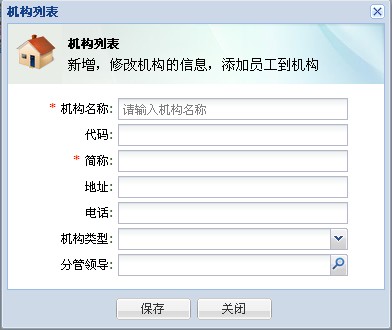 机构列表
机构列表
新增，修改机构的信息，添加员工到机构
* 机构名称: 请输入机构名称
代码:
* 简称:
地址:
电话:
机构类型:
分管领导:
保存 关闭